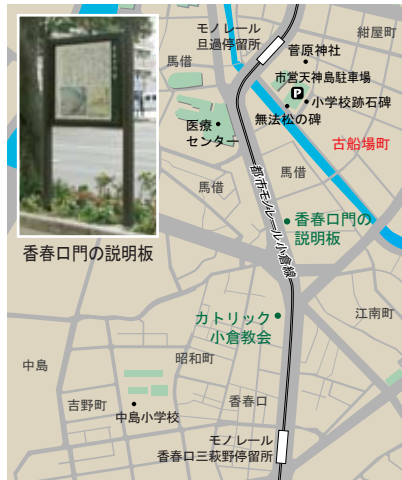 モノレール
旦過停留所
紺屋町
菅原神社
馬借
市営天神島駐車場
P
小学校跡石碑
無法松の碑
医療
センター
古船場町
馬借
馬借
都市モノレール小倉線
香春口門の
説明板
香春口門の説明板
カトリック
小倉教会
江南町
中島
昭和町
吉野町
香春口
中島小学校
モノレール
香春口三萩野停留所